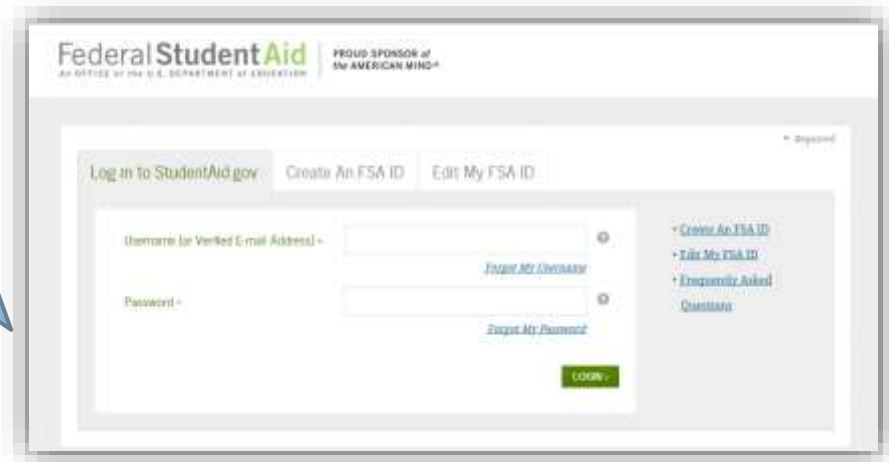 Federal Student Aid
An OFFICE of the U.S. DEPARTMENT of EDUCATION
PROUD SPONSOR of
the AMERICAN MIND®
* Required
Log in to StudentAid.gov
Create An FSA ID
Edit My FSA ID
Username (or Verified E-mail Address) *
Forgot My Username
Password *
Forgot My Password
LOGIN ›
• Create An FSA ID
• Edit My FSA ID
• Frequently Asked
Questions